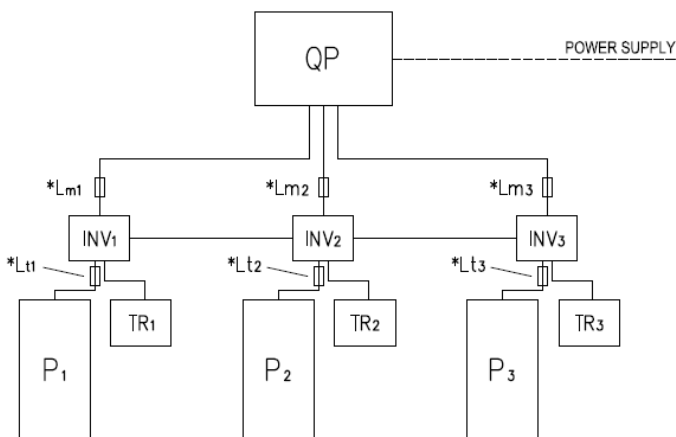 QP
POWER SUPPLY
*Lm1
*Lm2
*Lm3
INV1
INV2
INV3
*Lt1
*Lt2
*Lt3
TR1
TR2
TR3
P1
P2
P3